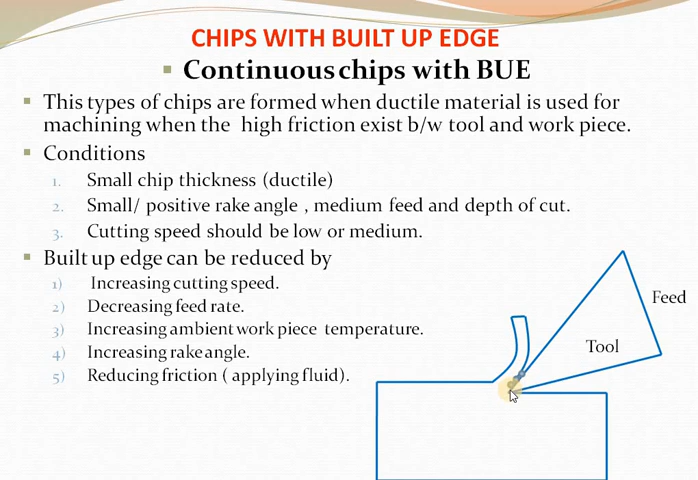 CHIPS WITH BUILT UP EDGE
Continuous chips with BUE
This types of chips are formed when ductile material is used for
machining when the high friction exist b/w tool and work piece.
Conditions
1. Small chip thickness (ductile)
2. Small/ positive rake angle , medium feed and depth of cut.
3. Cutting speed should be low or medium.
Built up edge can be reduced by
1) Increasing cutting speed.
2) Decreasing feed rate.
3) Increasing ambient work piece temperature.
4) Increasing rake angle.
5) Reducing friction ( applying fluid).
Feed
Tool